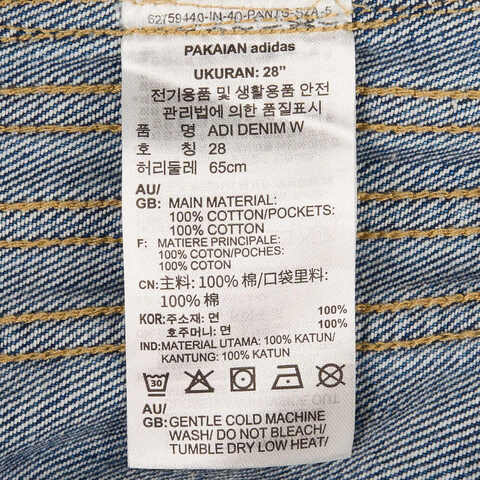 62759440-IN-40-PANTS-SZA-5
PAKAIAN adidas
UKURAN: 28"
전기용품 및 생활용품 안전
관리법에 의한 품질표시
품 명 ADI DENIM W
호 칭 28
허리둘레 65cm
AU/
GB: MAIN MATERIAL:
100% COTTON/POCKETS:
100% COTTON
F: MATIERE PRINCIPALE:
100% COTON/POCHES:
100% COTON
CN: 主料: 100% 棉/口袋里料:
100% 棉
KOR: 주소재: 면 100%
호주머니: 면 100%
IND: MATERIAL UTAMA: 100% KATUN/
KANTUNG: 100% KATUN
30
AU/
GB: GENTLE COLD MACHINE
WASH/ DO NOT BLEACH/
TUMBLE DRY LOW HEAT/